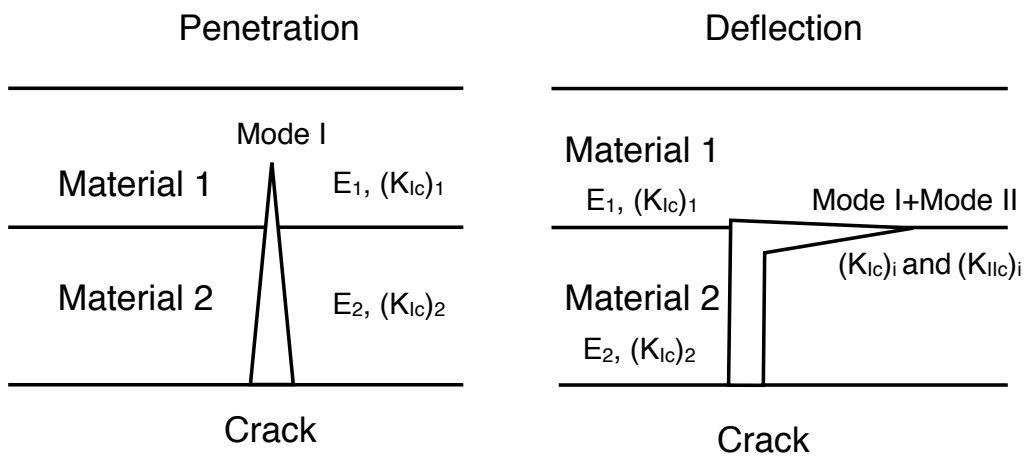 Penetration
Mode I
Material 1
E₁, (K_Ic)₁
Material 2
E₂, (K_Ic)₂
Crack
Deflection
Material 1
E₁, (K_Ic)₁
Mode I+Mode II
(K_Ic)ᵢ and (K_IIc)ᵢ
Material 2
E₂, (K_Ic)₂
Crack